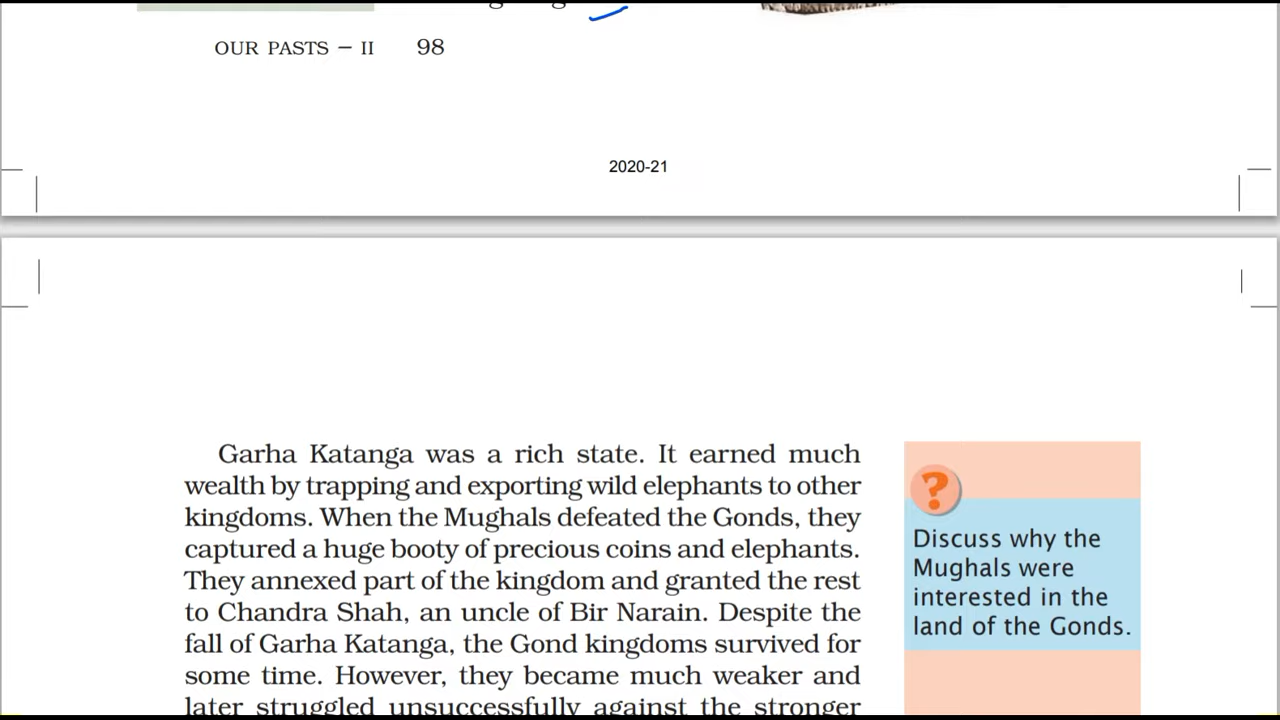 OUR PASTS – II 98
2020-21
Garha Katanga was a rich state. It earned much
wealth by trapping and exporting wild elephants to other
kingdoms. When the Mughals defeated the Gonds, they
captured a huge booty of precious coins and elephants.
They annexed part of the kingdom and granted the rest
to Chandra Shah, an uncle of Bir Narain. Despite the
fall of Garha Katanga, the Gond kingdoms survived for
some time. However, they became much weaker and
later struggled unsuccessfully against the stronger
?
Discuss why the
Mughals were
interested in the
land of the Gonds.